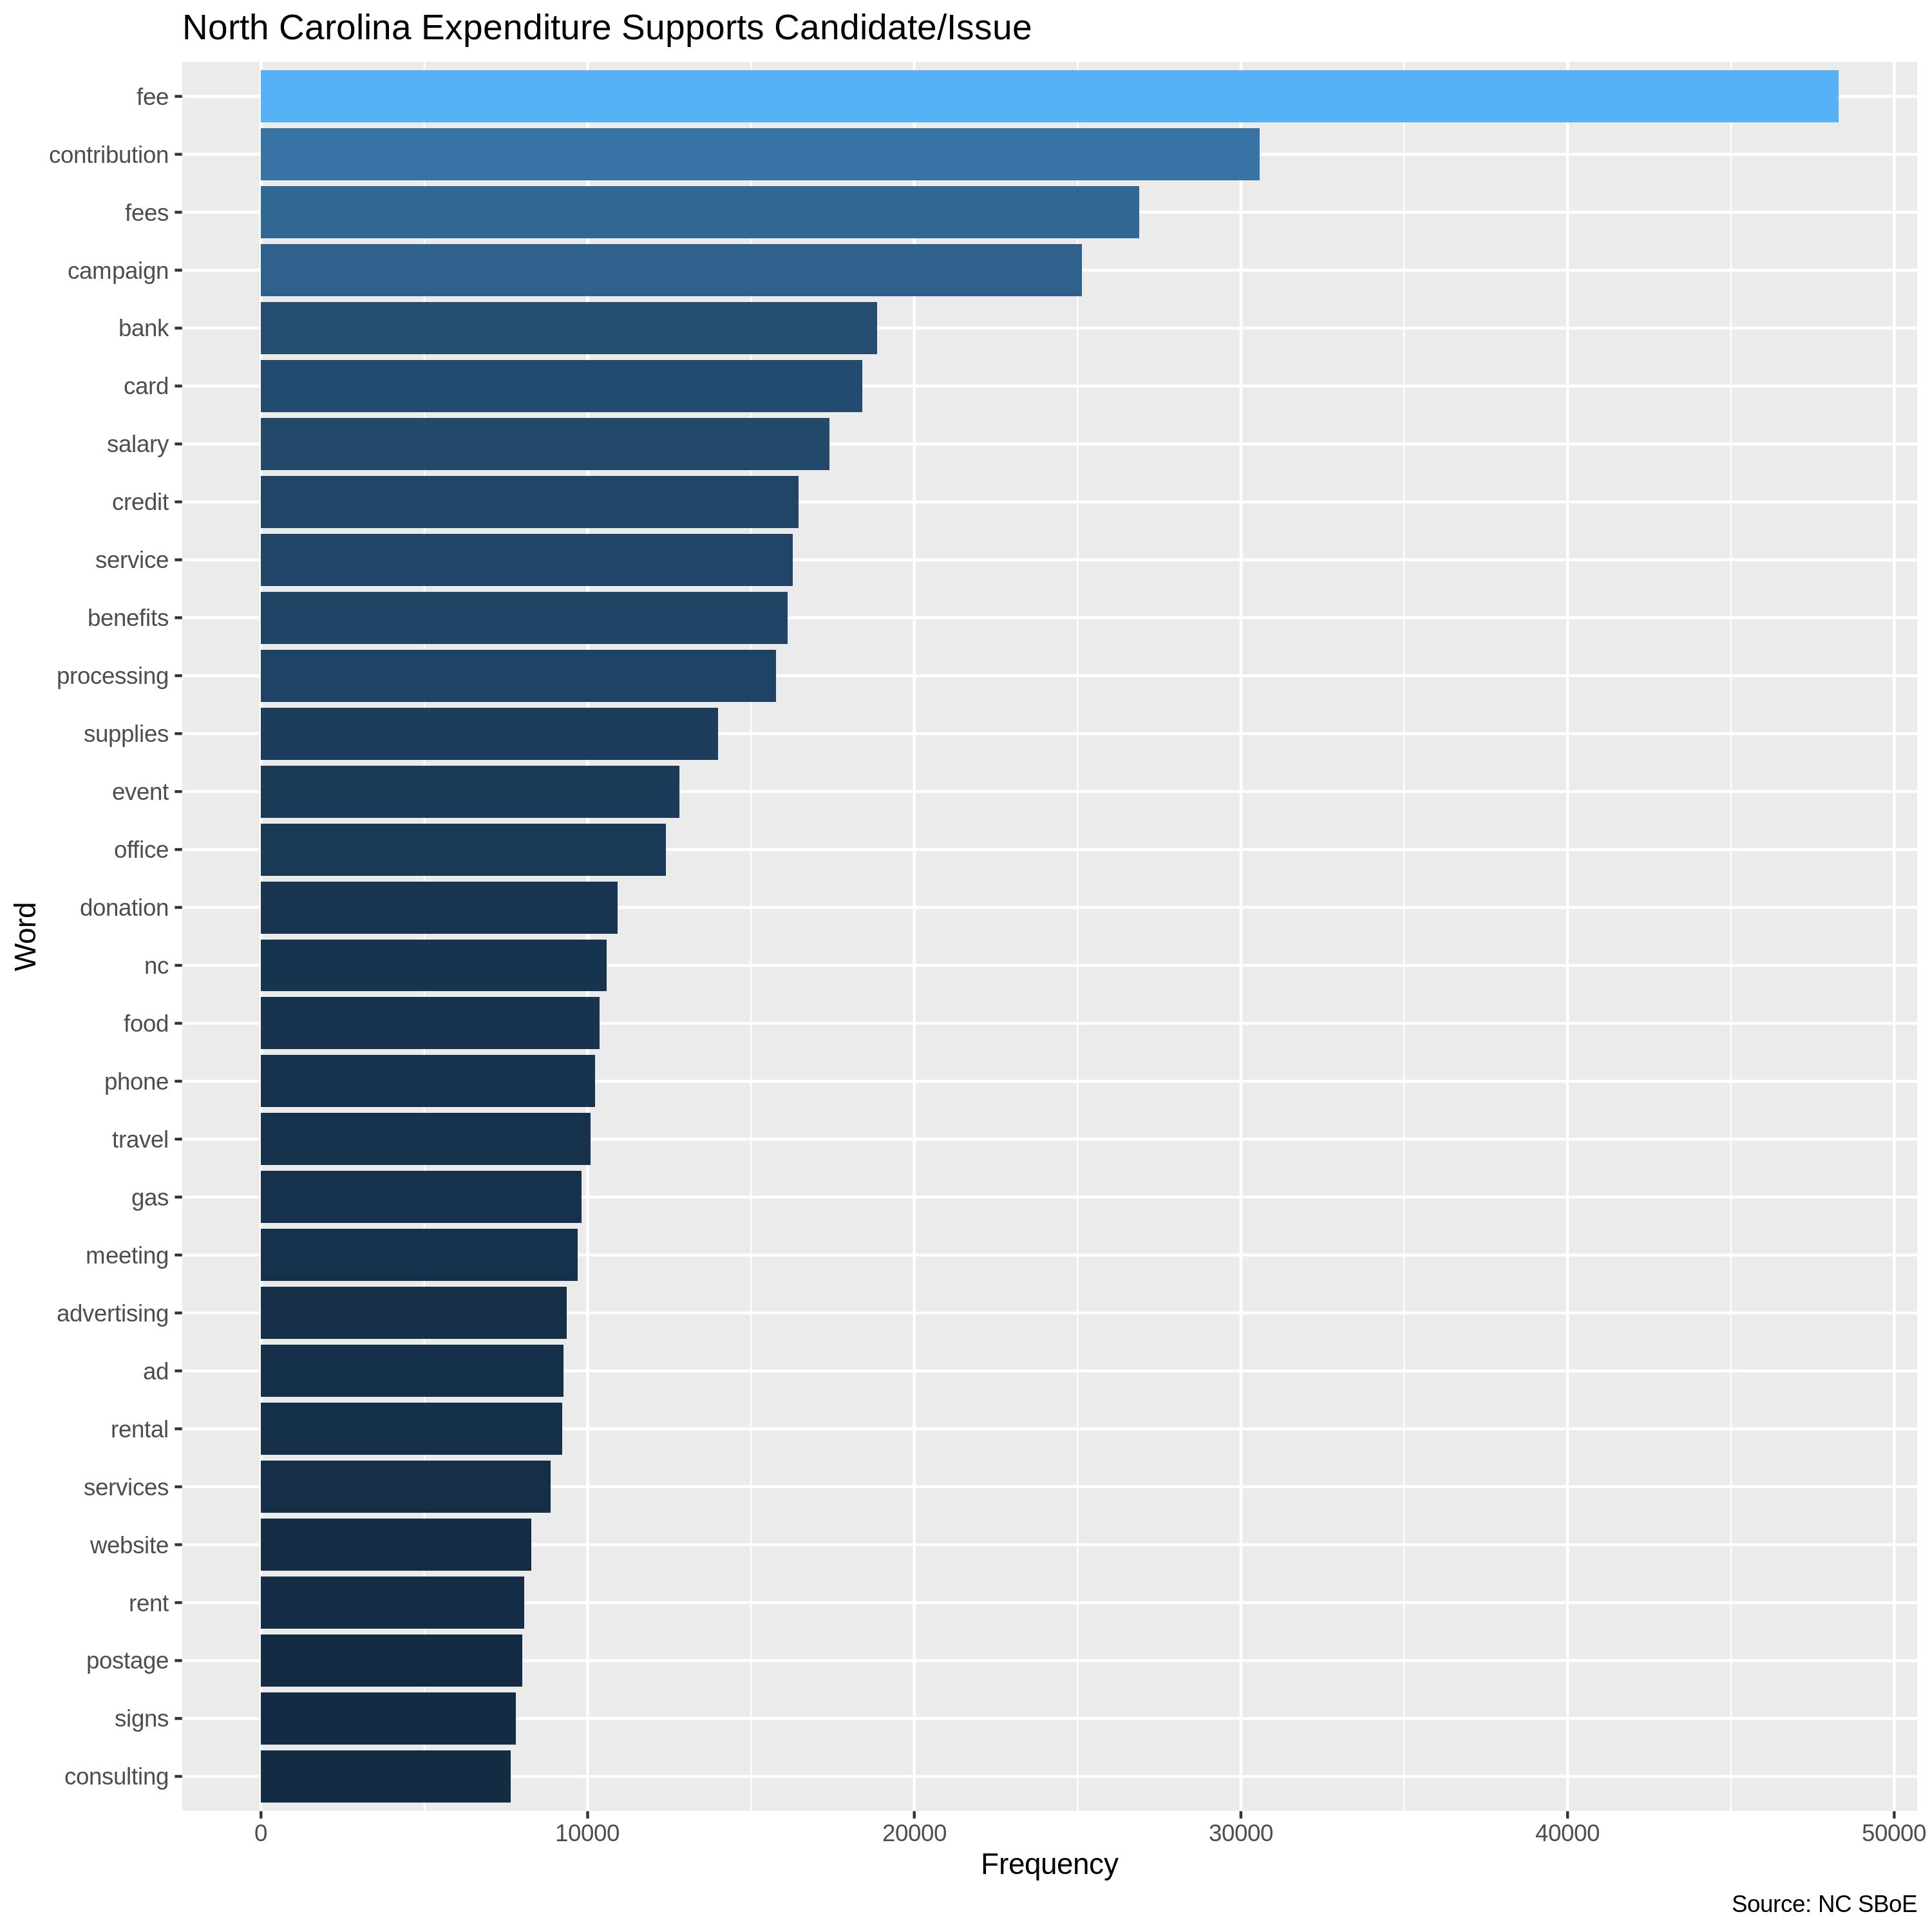 North Carolina Expenditure Supports Candidate/Issue
fee
contribution
fees
campaign
bank
card
salary
credit
service
benefits
processing
supplies
event
office
donation
nc
food
phone
travel
gas
meeting
advertising
ad
rental
services
website
rent
postage
signs
consulting
Word
0 10000 20000 30000 40000 50000
Frequency
Source: NC SBoE